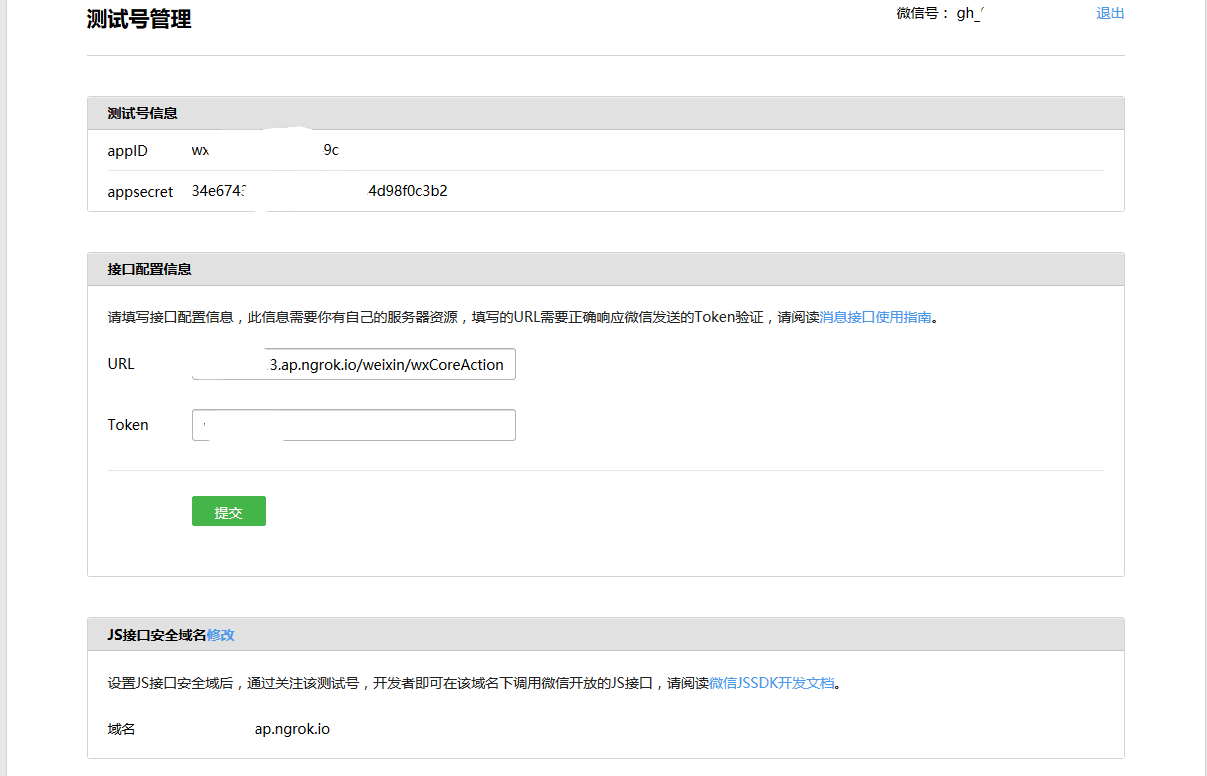 测试号管理
微信号： gh_
退出
测试号信息
appID wx 9c
appsecret 34e6743 4d98f0c3b2
接口配置信息
请填写接口配置信息，此信息需要你有自己的服务器资源，填写的URL需要正确响应微信发送的Token验证，请阅读消息接口使用指南。
URL 3.ap.ngrok.io/weixin/wxCoreAction
Token
提交
JS接口安全域名修改
设置JS接口安全域后，通过关注该测试号，开发者即可在该域名下调用微信开放的JS接口，请阅读微信JSSDK开发文档。
域名 ap.ngrok.io